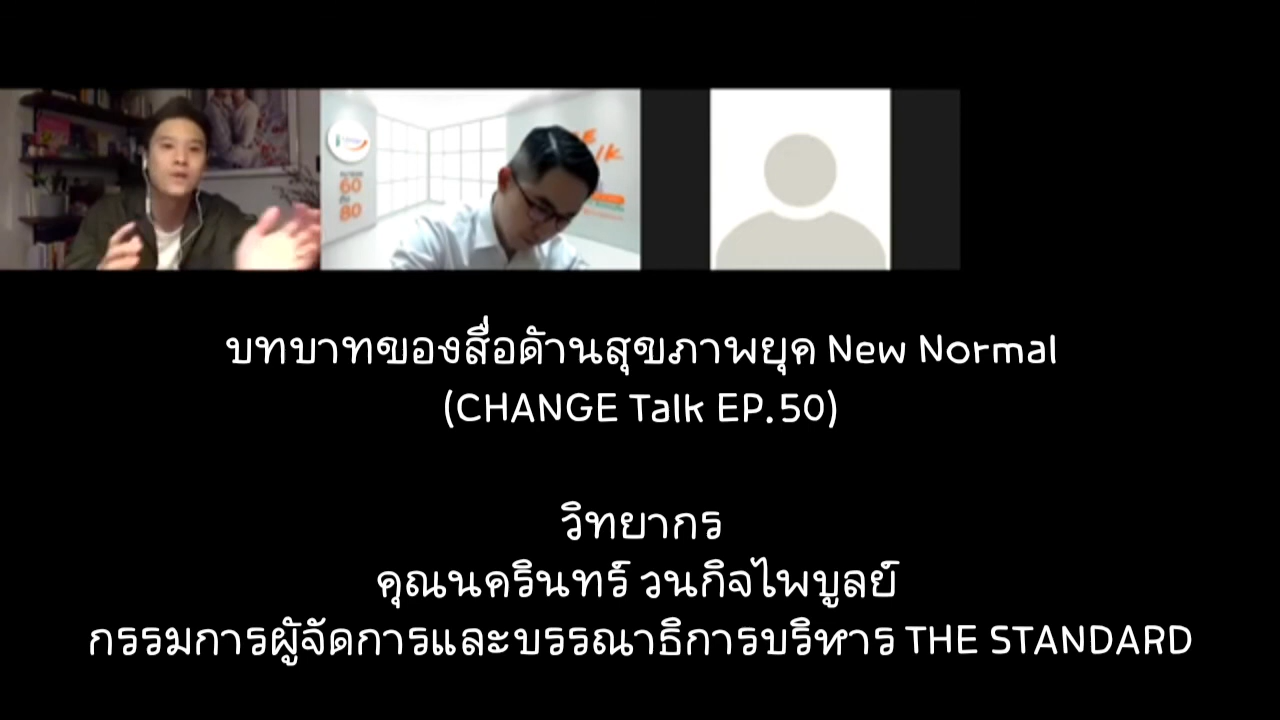 60
80
บทบาทของสื่อด้านสุขภาพยุค New Normal
(CHANGE Talk EP.50)
วิทยากร
คุณนครินทร์ วนกิจไพบูลย์
กรรมการผู้จัดการและบรรณาธิการบริหาร THE STANDARD